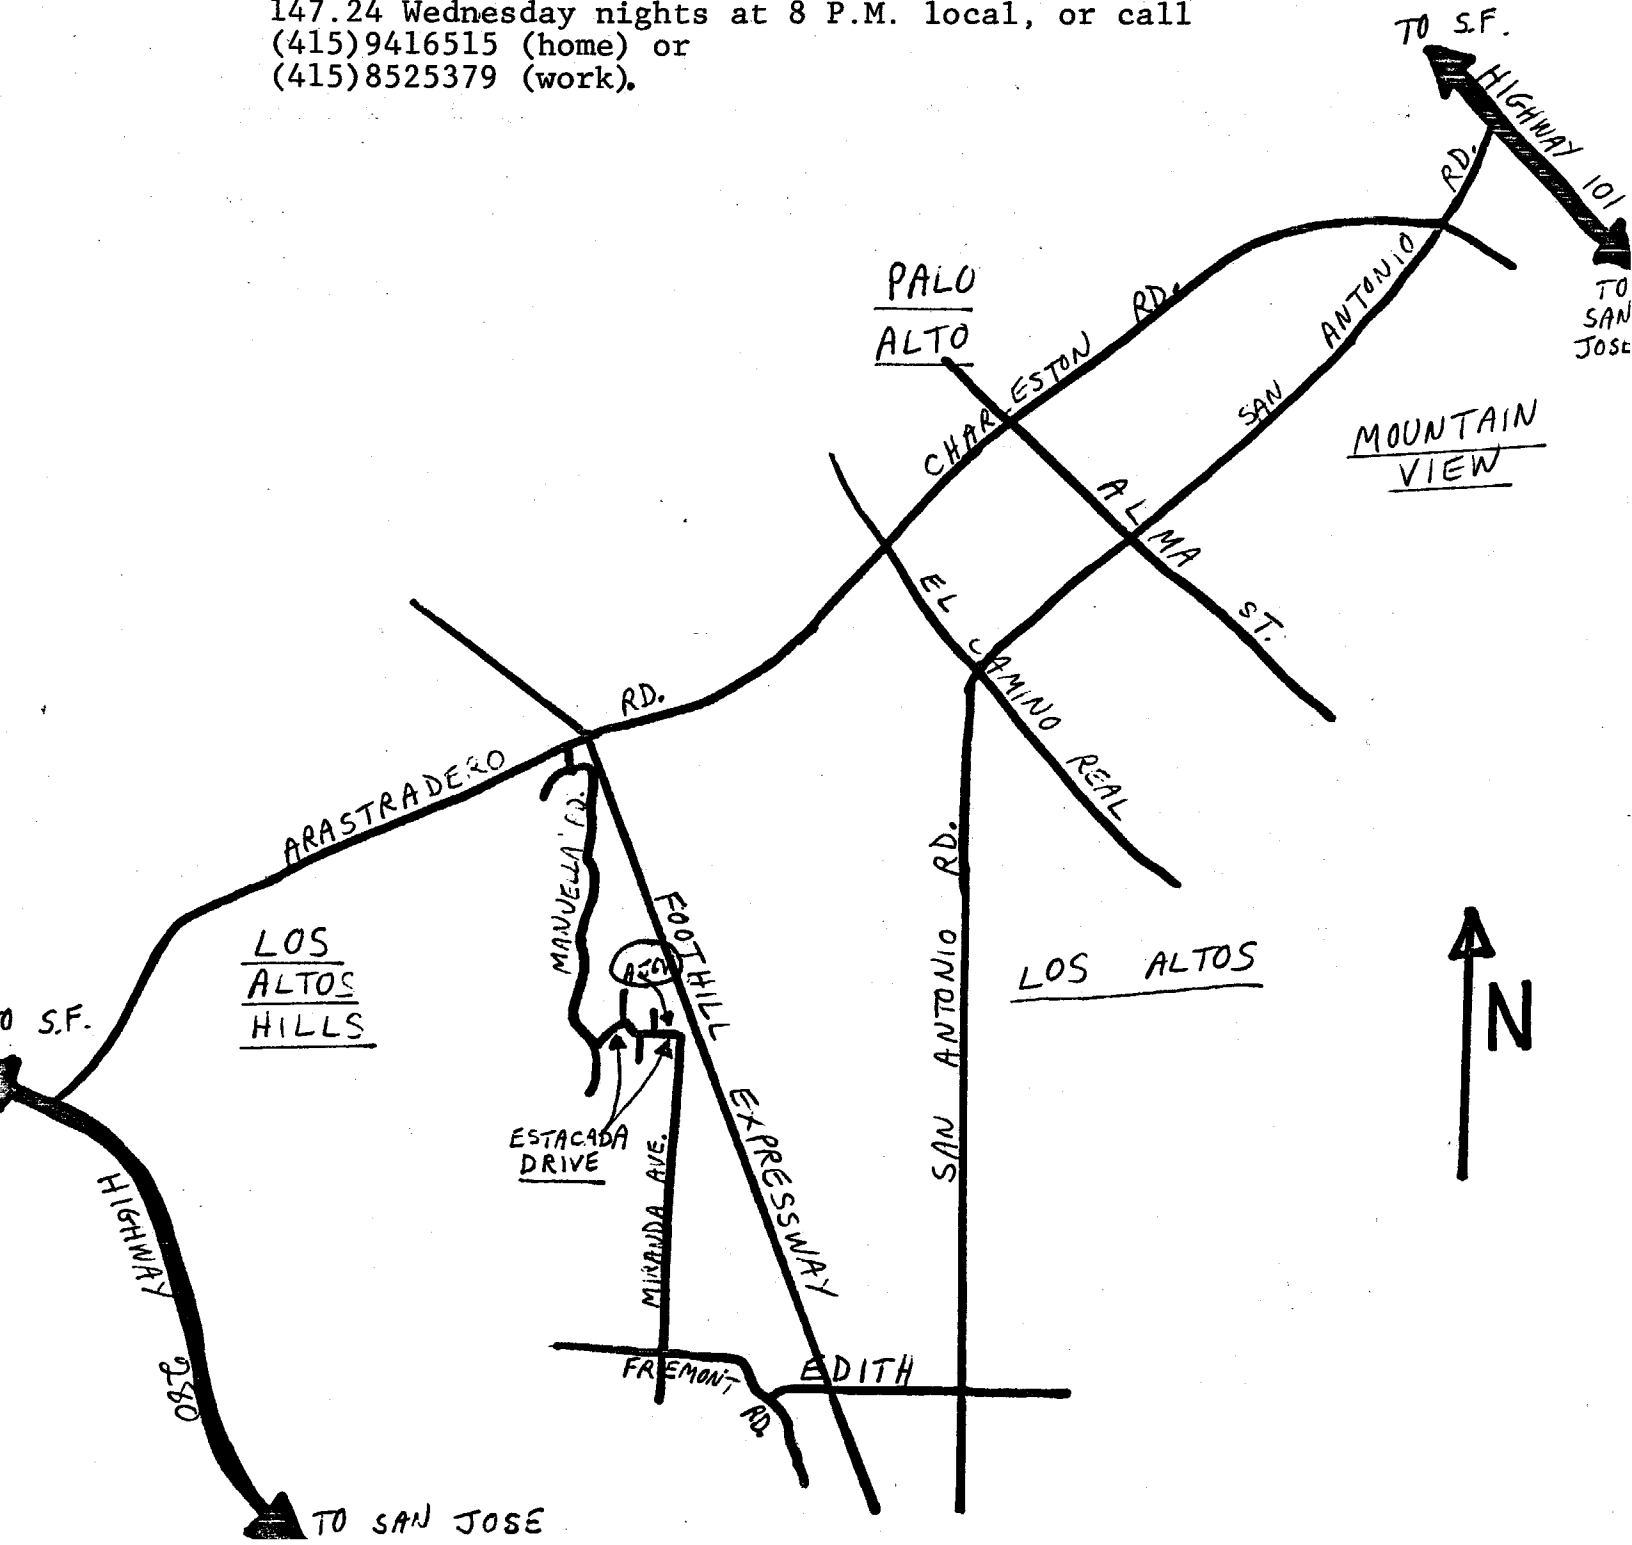 147.24 Wednesday nights at 8 P.M. local, or call
(415)9416515 (home) or
(415)8525379 (work).
TO S.F.
HIGHWAY 101
TO
SAN
JOSE
SAN ANTONIO RD.
PALO
ALTO
CHARLESTON RD.
MOUNTAIN
VIEW
ALMA ST.
EL CAMINO REAL
ARASTRADERO RD.
MANUELLA RD.
FOOTHILL EXPRESSWAY
LOS
ALTOS
HILLS
LOS ALTOS
SAN ANTONIO RD.
N
S.F.
ESTACADA
DRIVE
MIRANDA AVE.
HIGHWAY
280
FREMONT RD.
EDITH
TO SAN JOSE